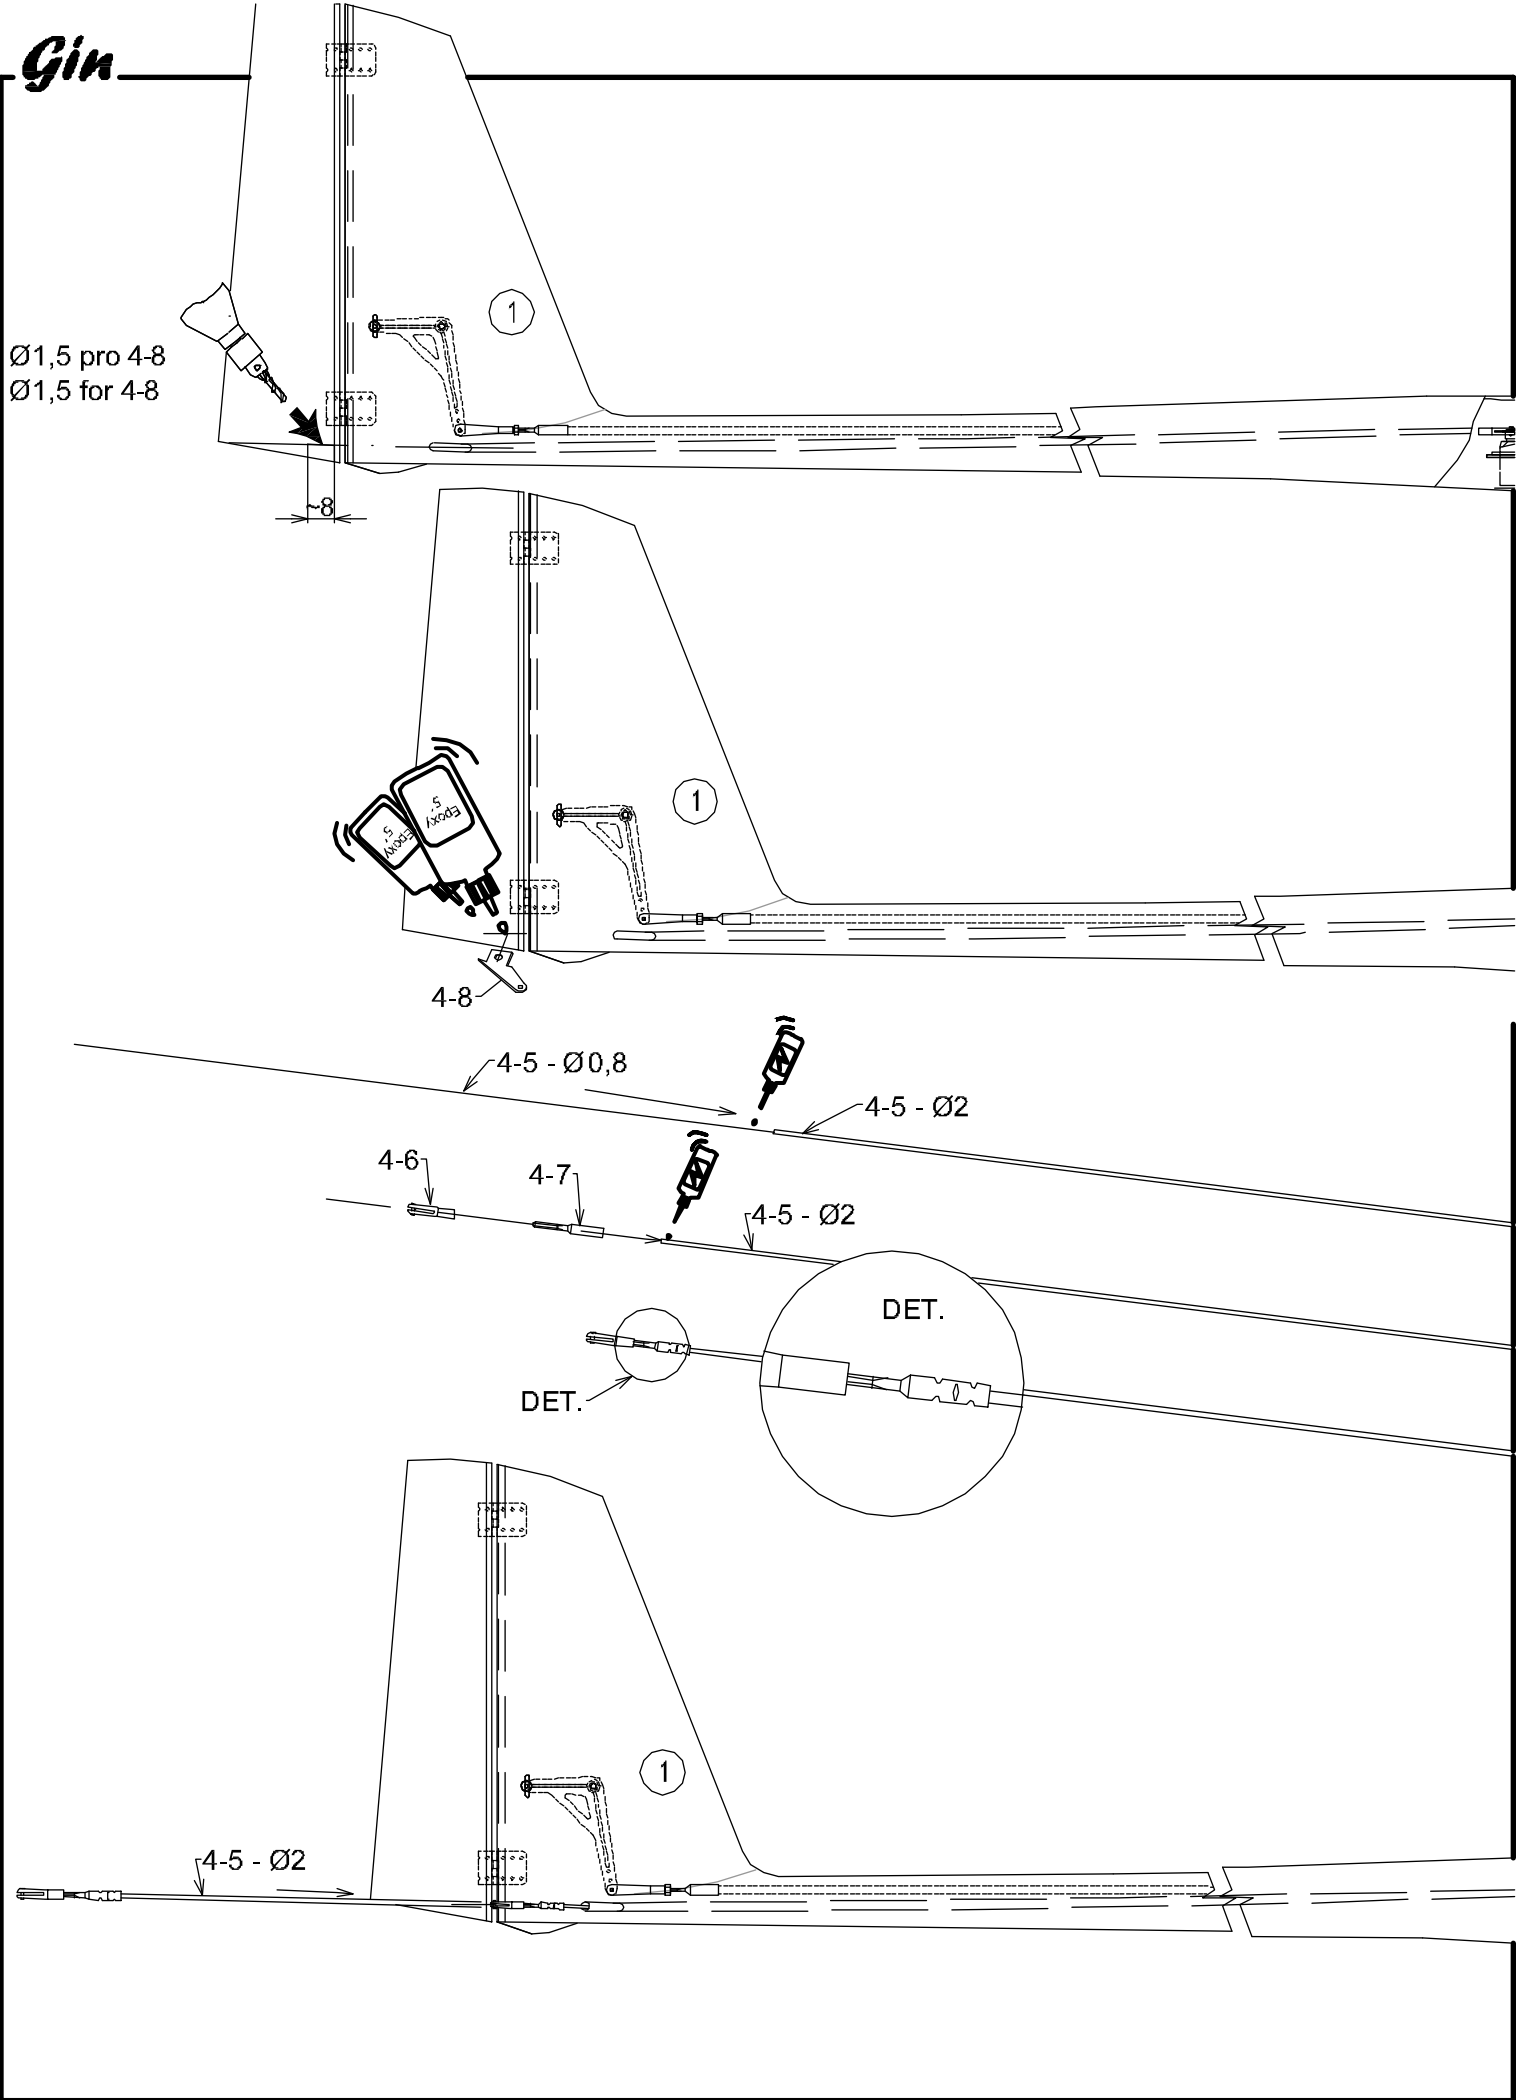 Gin
1
Ø1,5 pro 4-8
Ø1,5 for 4-8
~8
1
Epoxy
5'
Epoxy
5'
4-8
4-5 - Ø0,8
4-5 - Ø2
4-6
4-7
4-5 - Ø2
DET.
DET.
1
4-5 - Ø2